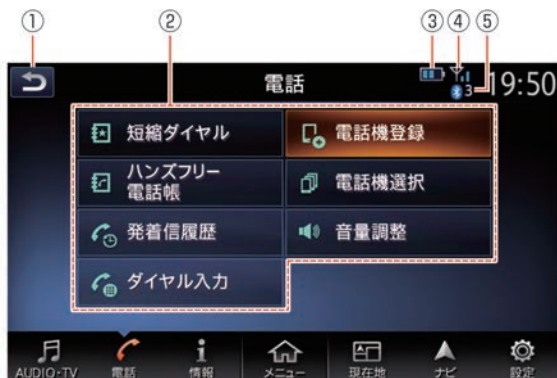 ① ② ③ ④ ⑤
電話
3 19:50
短縮ダイヤル
電話機登録
ハンズフリー
電話帳
電話機選択
発着信履歴
音量調整
ダイヤル入力
AUDIO・TV 電話 情報 メニュー 現在地 ナビ 設定